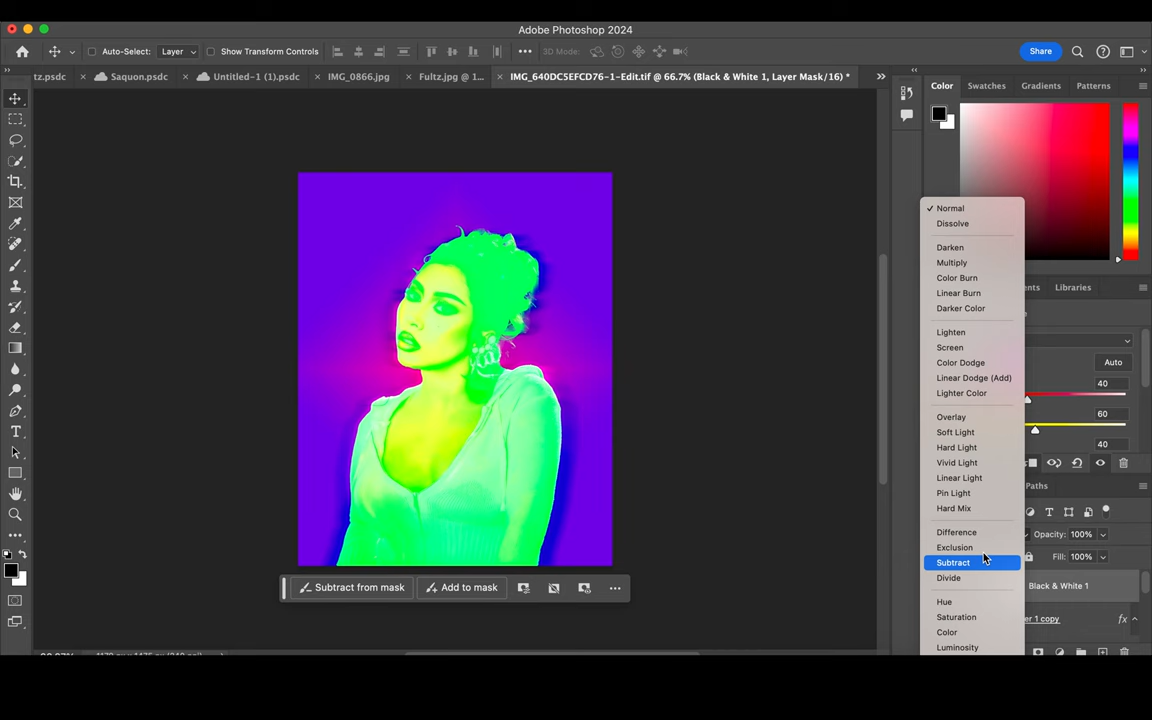 Adobe Photoshop 2024
Auto-Select: Layer Show Transform Controls 3D Mode: Share
tz.psdc × Saquon.psdc × Untitled-1 (1).psdc × IMG_0866.jpg × Fultz.jpg @ 1... × IMG_640DC5EFCD76-1-Edit.tif @ 66.7% (Black & White 1, Layer Mask/16) *
Color Swatches Gradients Patterns
Normal
Dissolve
Darken
Multiply
Color Burn
Linear Burn
Darker Color
Lighten
Screen
Color Dodge
Linear Dodge (Add)
Lighter Color
Overlay
Soft Light
Hard Light
Vivid Light
Linear Light
Pin Light
Hard Mix
Difference
Exclusion
Subtract
Divide
Hue
Saturation
Color
Luminosity
Libraries
Auto
40
60
40
Paths
Opacity: 100%
Fill: 100%
Black & White 1
er 1 copy fx
Subtract from mask Add to mask